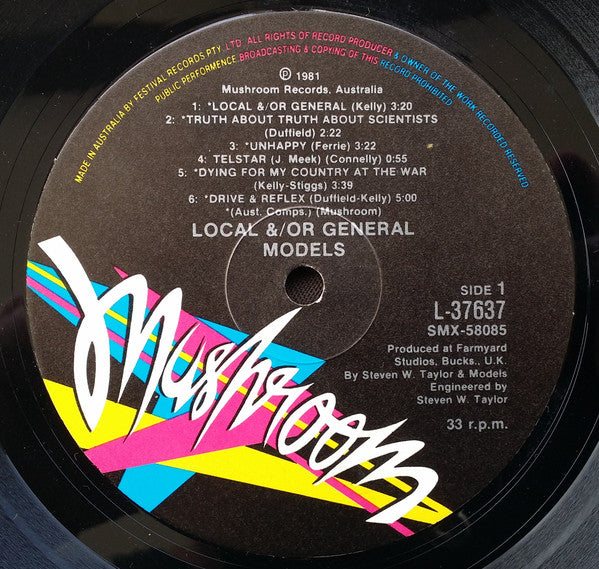 MADE IN AUSTRALIA BY FESTIVAL RECORDS PTY. LTD. ALL RIGHTS OF RECORD PRODUCER & OWNER OF THE WORK RECORDED RESERVED
PUBLIC PERFORMENCE, BROADCASTING & COPYING OF THIS RECORD PROHIBITED
℗ 1981
Mushroom Records, Australia
1: *LOCAL &/OR GENERAL (Kelly) 3:20
2: *TRUTH ABOUT TRUTH ABOUT SCIENTISTS
(Duffield) 2:22
3: *UNHAPPY (Ferrie) 3:22
4: TELSTAR (J. Meek) (Connelly) 0:55
5: *DYING FOR MY COUNTRY AT THE WAR
(Kelly-Stiggs) 3:39
6: *DRIVE & REFLEX (Duffield-Kelly) 5:00
*(Aust. Comps.) (Mushroom)
LOCAL &/OR GENERAL
MODELS
SIDE 1
L-37637
SMX-58085
Produced at Farmyard
Studios, Bucks., U.K.
By Steven W. Taylor & Models
Engineered by
Steven W. Taylor
33 r.p.m.
Mushroom